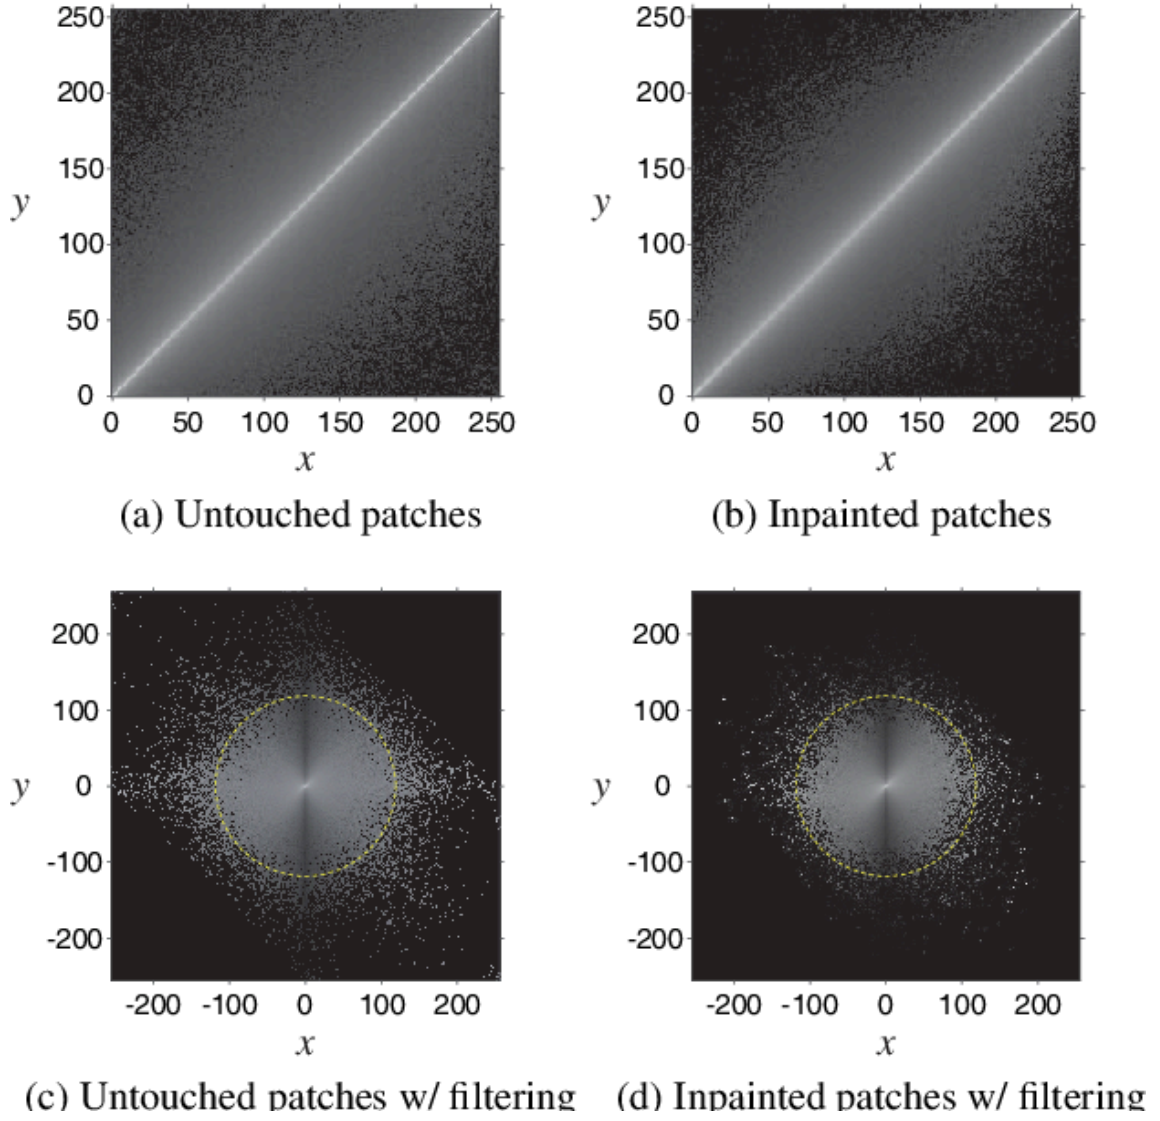 250 250
200 200
150 150
y y
100 100
50 50
0 0
0 50 100 150 200 250 0 50 100 150 200 250
x x
(a) Untouched patches (b) Inpainted patches
200 200
100 100
y 0 y 0
-100 -100
-200 -200
-200 -100 0 100 200 -200 -100 0 100 200
x x
(c) Untouched patches w/ filtering (d) Inpainted patches w/ filtering